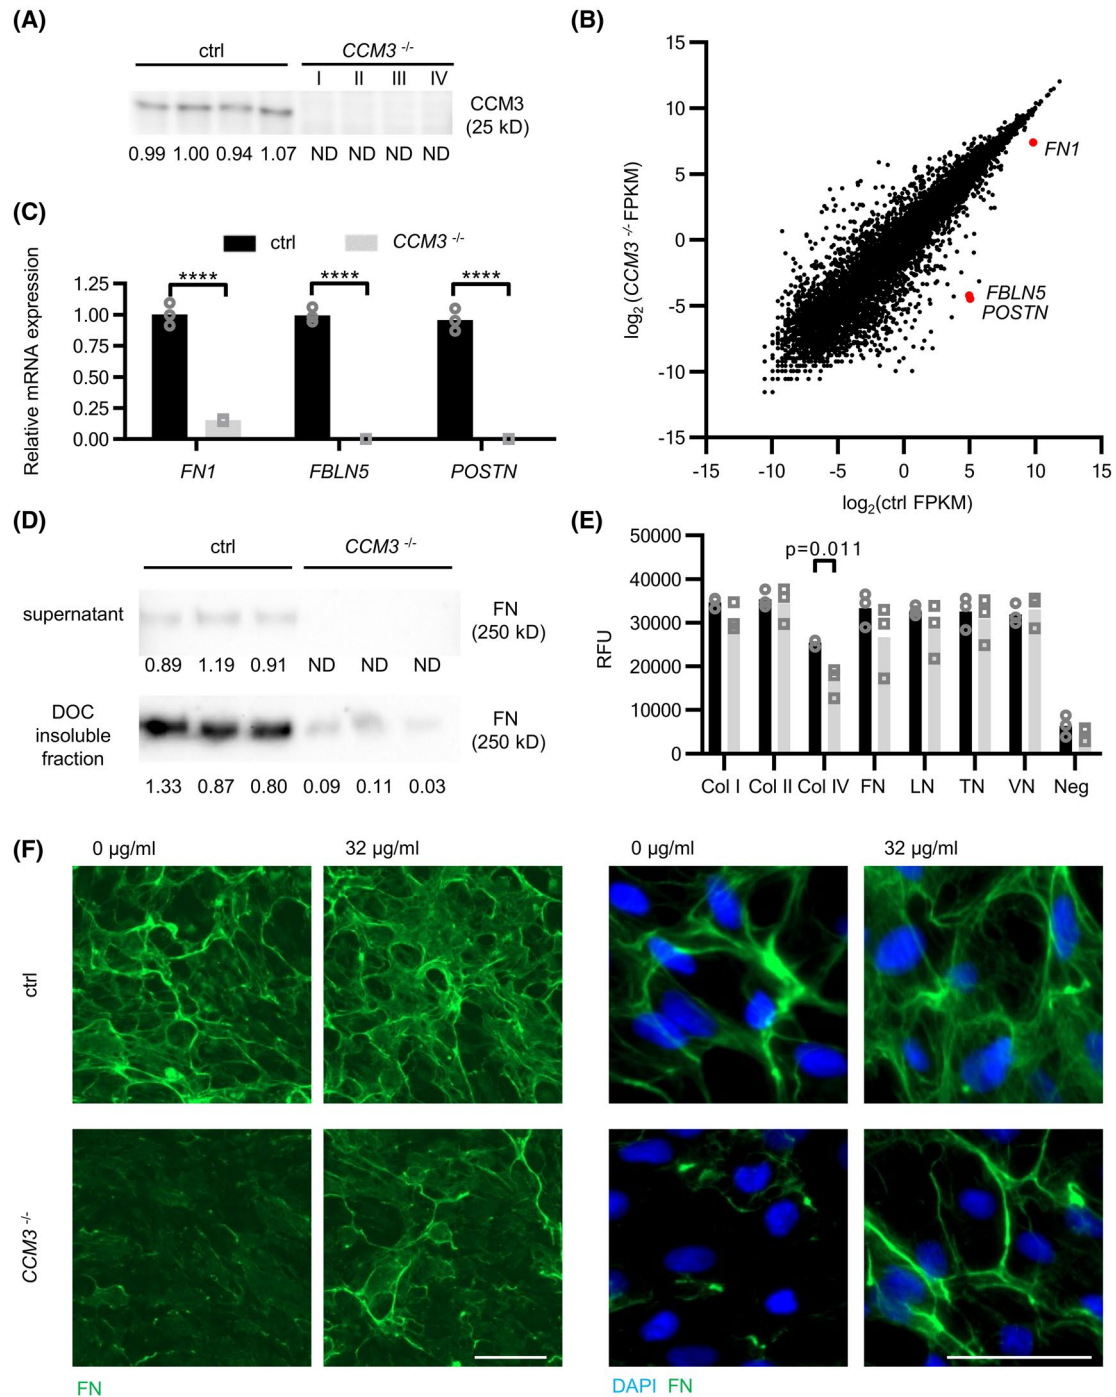 (A)
ctrl CCM3 -/-
I II III IV
CCM3
(25 kD)
0.99 1.00 0.94 1.07 ND ND ND ND
(B)
15
10
5
0
-5
-10
-15
-15 -10 -5 0 5 10 15
log2(CCM3 -/- FPKM)
log2(ctrl FPKM)
FN1
FBLN5
POSTN
(C)
ctrl CCM3 -/-
Relative mRNA expression
1.25
1.00
0.75
0.50
0.25
0.00
**** **** ****
FN1 FBLN5 POSTN
(D)
ctrl CCM3 -/-
supernatant
FN
(250 kD)
0.89 1.19 0.91 ND ND ND
DOC
insoluble
fraction
FN
(250 kD)
1.33 0.87 0.80 0.09 0.11 0.03
(E)
RFU
50000
40000
30000
20000
10000
0
p=0.011
Col I Col II Col IV FN LN TN VN Neg
(F)
0 µg/ml 32 µg/ml 0 µg/ml 32 µg/ml
ctrl
CCM3 -/-
FN
DAPI FN